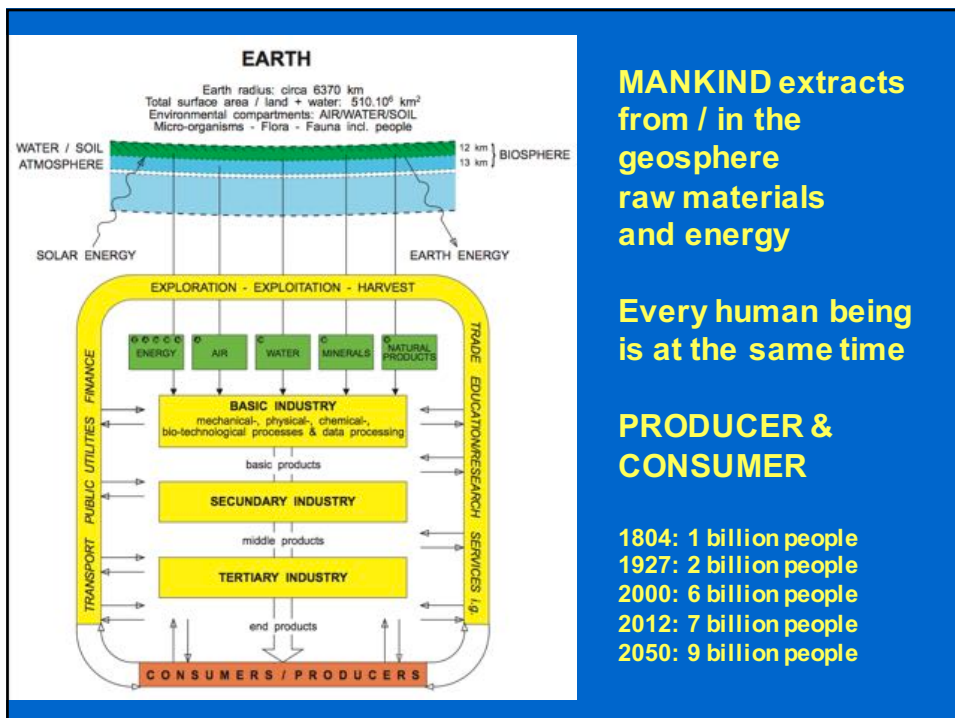 EARTH
Earth radius: circa 6370 km
Total surface area / land + water: 510.10⁶ km²
Environmental compartments: AIR/WATER/SOIL
Micro-organisms - Flora - Fauna incl. people
WATER / SOIL
ATMOSPHERE
12 km
13 km
BIOSPHERE
SOLAR ENERGY
EARTH ENERGY
EXPLORATION - EXPLOITATION - HARVEST
ENERGY
AIR
WATER
MINERALS
NATURAL
PRODUCTS
TRANSPORT PUBLIC UTILITIES FINANCE
TRADE EDUCATION/RESEARCH SERVICES i.g.
BASIC INDUSTRY
mechanical-, physical-, chemical-,
bio-technological processes & data processing
basic products
SECUNDARY INDUSTRY
middle products
TERTIARY INDUSTRY
end products
CONSUMERS / PRODUCERS
MANKIND extracts
from / in the
geosphere
raw materials
and energy
Every human being
is at the same time
PRODUCER &
CONSUMER
1804: 1 billion people
1927: 2 billion people
2000: 6 billion people
2012: 7 billion people
2050: 9 billion people